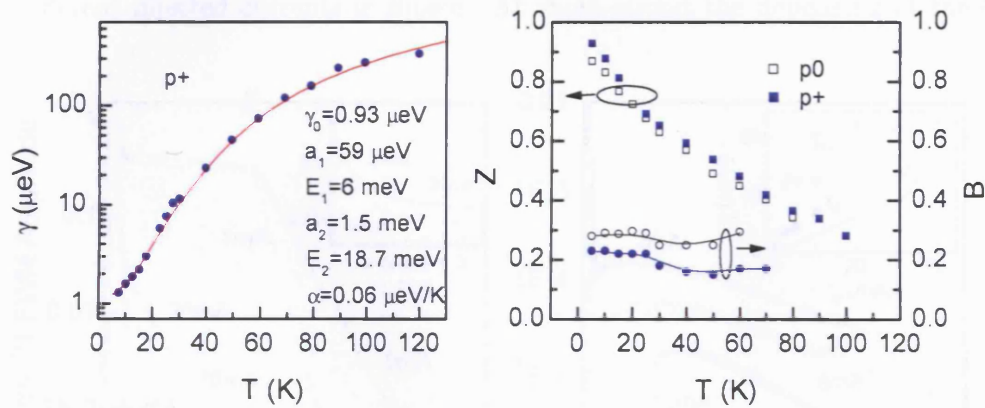 p+
γ₀=0.93 μeV
a₁=59 μeV
E₁=6 meV
a₂=1.5 meV
E₂=18.7 meV
α=0.06 μeV/K
γ (μeV)
100
10
1
0 20 40 60 80 100 120
T (K)
p0
p+
Z
1.0
0.8
0.6
0.4
0.2
0.0
B
1.0
0.8
0.6
0.4
0.2
0.0
0 20 40 60 80 100 120
T (K)